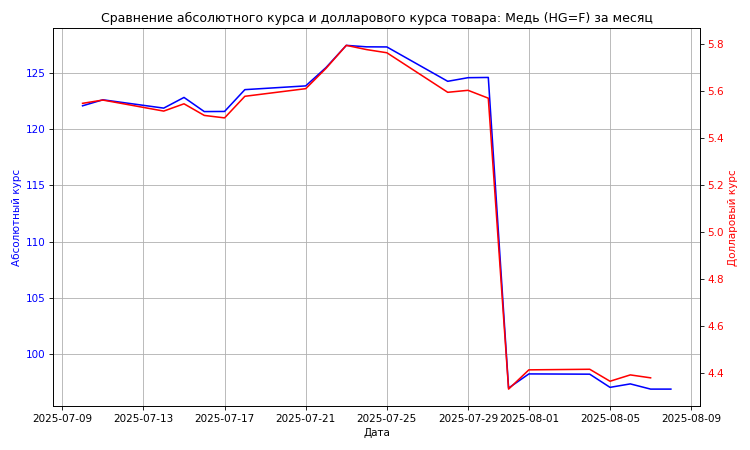 Сравнение абсолютного курса и долларового курса товара: Медь (HG=F) за месяц
125
120
115
110
105
100
Абсолютный курс
5.8
5.6
5.4
5.2
5.0
4.8
4.6
4.4
Долларовый курс
2025-07-09 2025-07-13 2025-07-17 2025-07-21 2025-07-25 2025-07-29 2025-08-01 2025-08-05 2025-08-09
Дата